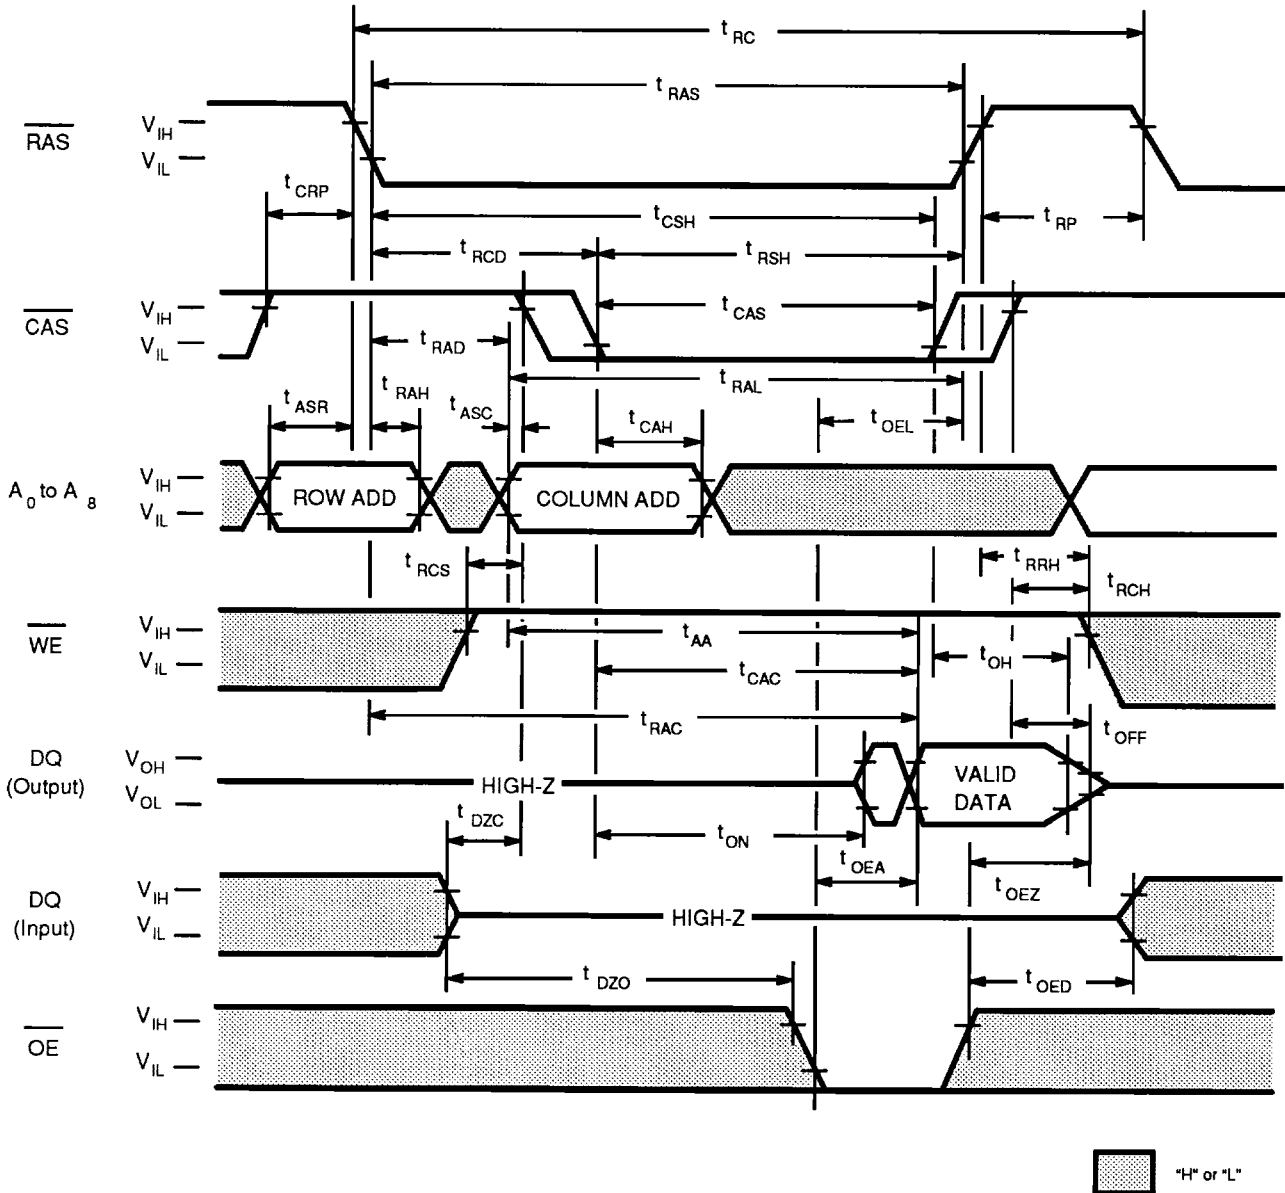 t RC
t RAS
RAS
V IH
V IL
t CRP
t CSH
t RP
t RCD
t RSH
CAS
V IH
V IL
t CAS
t RAD
t RAL
t ASR
t RAH
t ASC
t CAH
t OEL
A 0 to A 8
V IH
V IL
ROW ADD
COLUMN ADD
t RCS
t RRH
t RCH
WE
V IH
V IL
t AA
t OH
t CAC
t RAC
t OFF
DQ
(Output)
V OH
V OL
HIGH-Z
VALID
DATA
t DZC
t ON
t OEA
t OEZ
DQ
(Input)
V IH
V IL
HIGH-Z
t DZO
t OED
OE
V IH
V IL
"H" or "L"